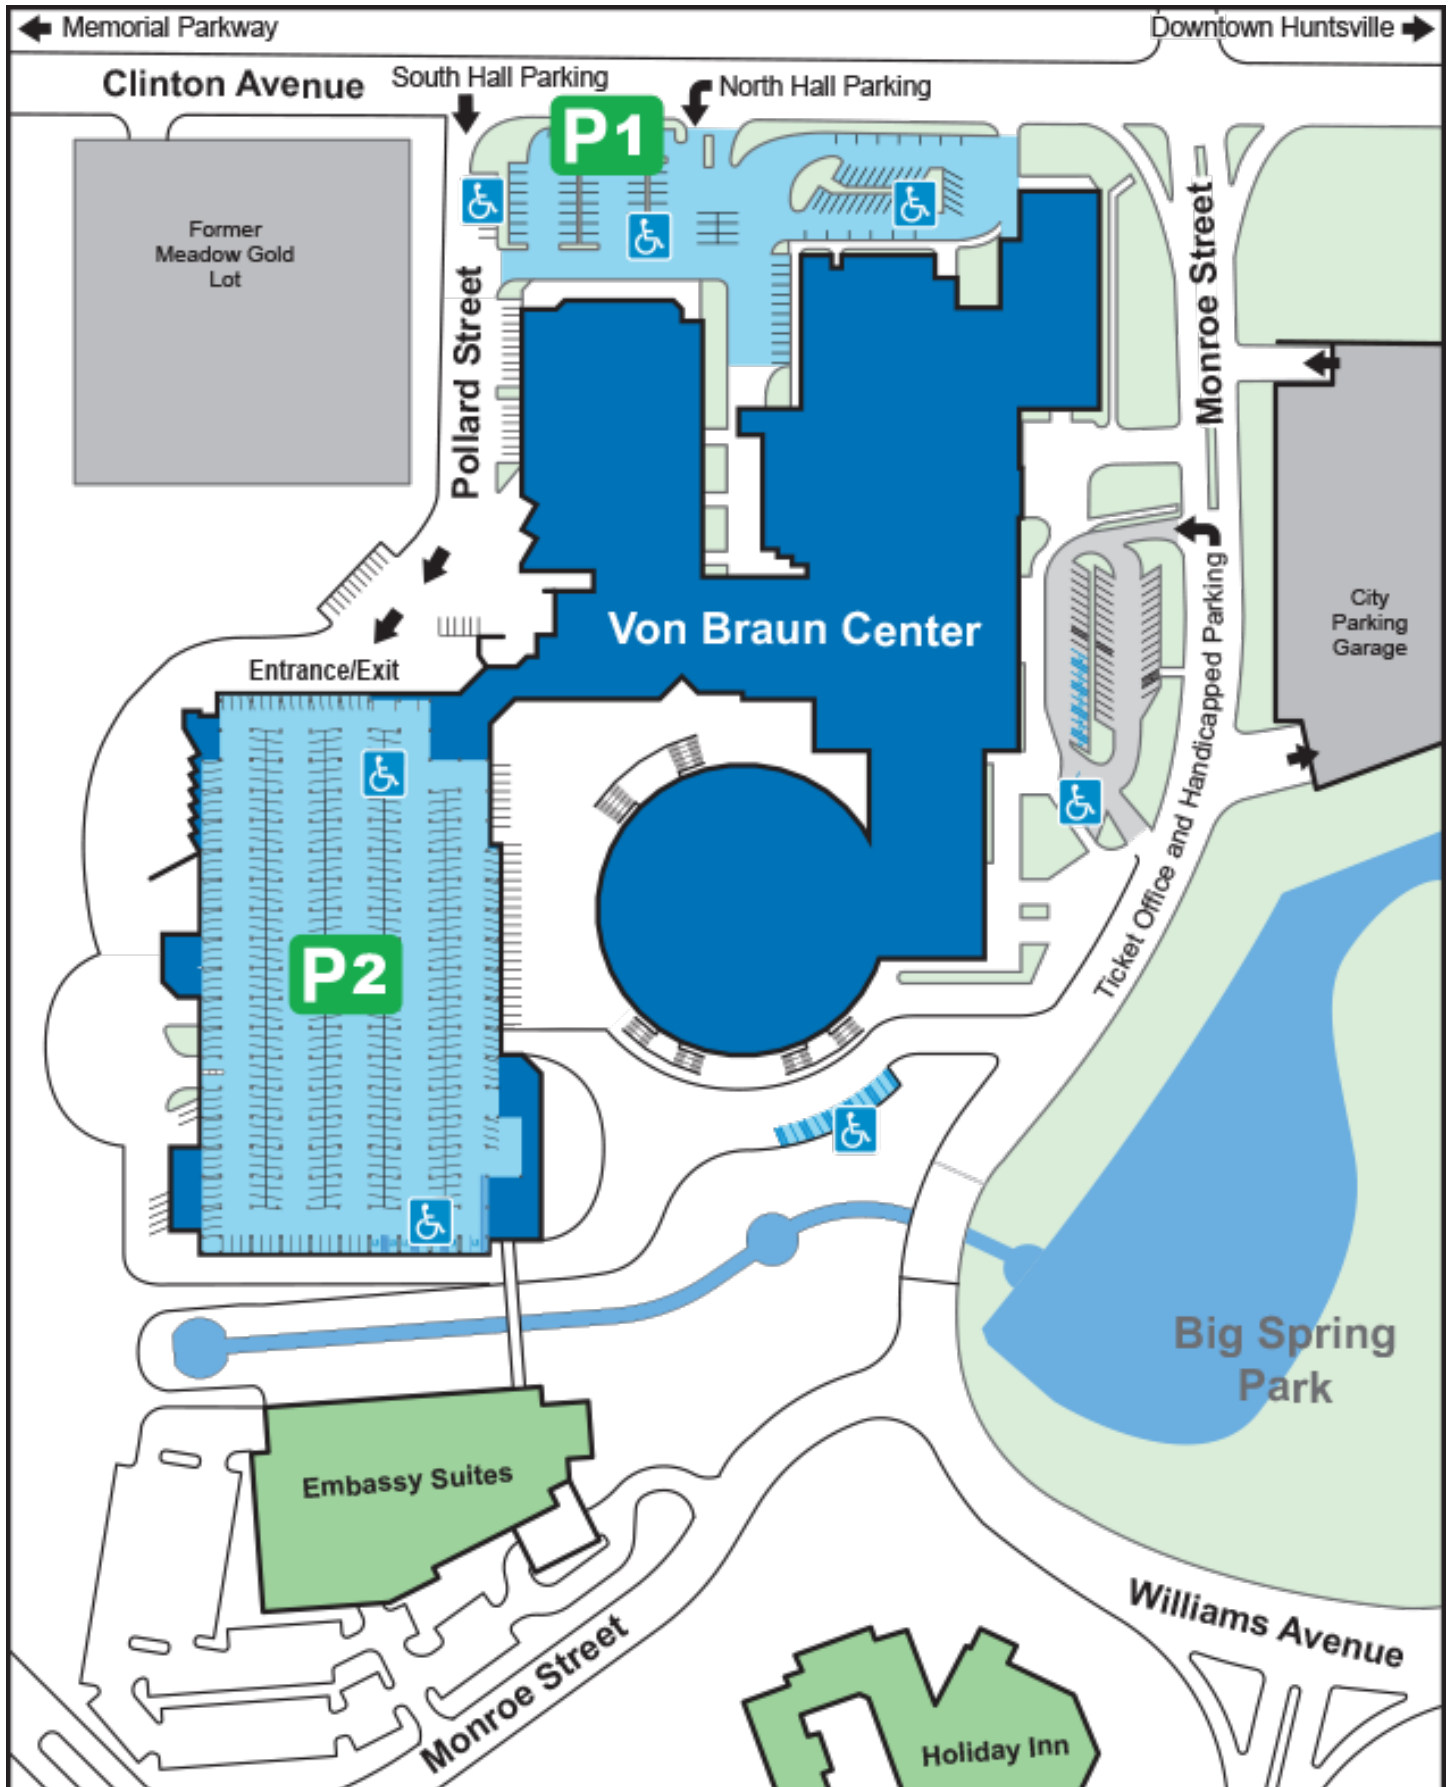 Memorial Parkway
Downtown Huntsville
Clinton Avenue
South Hall Parking
North Hall Parking
P1
Former
Meadow Gold
Lot
Pollard Street
Monroe Street
City
Parking
Garage
Von Braun Center
Entrance/Exit
Ticket Office and Handicapped Parking
P2
Big Spring
Park
Embassy Suites
Williams Avenue
Monroe Street
Holiday Inn